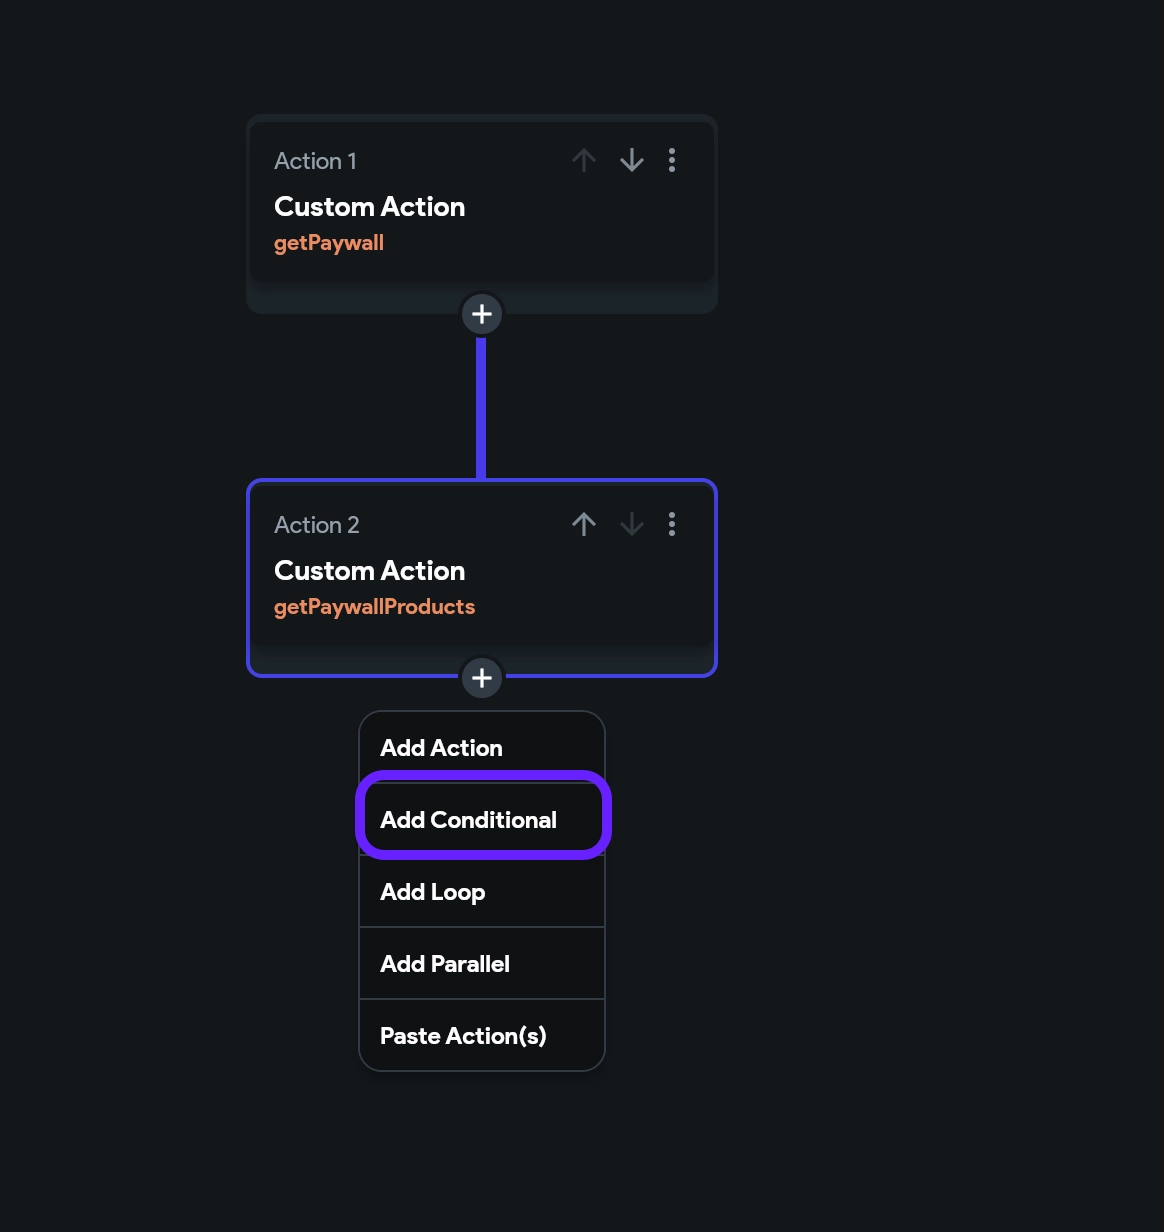 Action 1
Custom Action
getPaywall
Action 2
Custom Action
getPaywallProducts
Add Action
Add Conditional
Add Loop
Add Parallel
Paste Action(s)